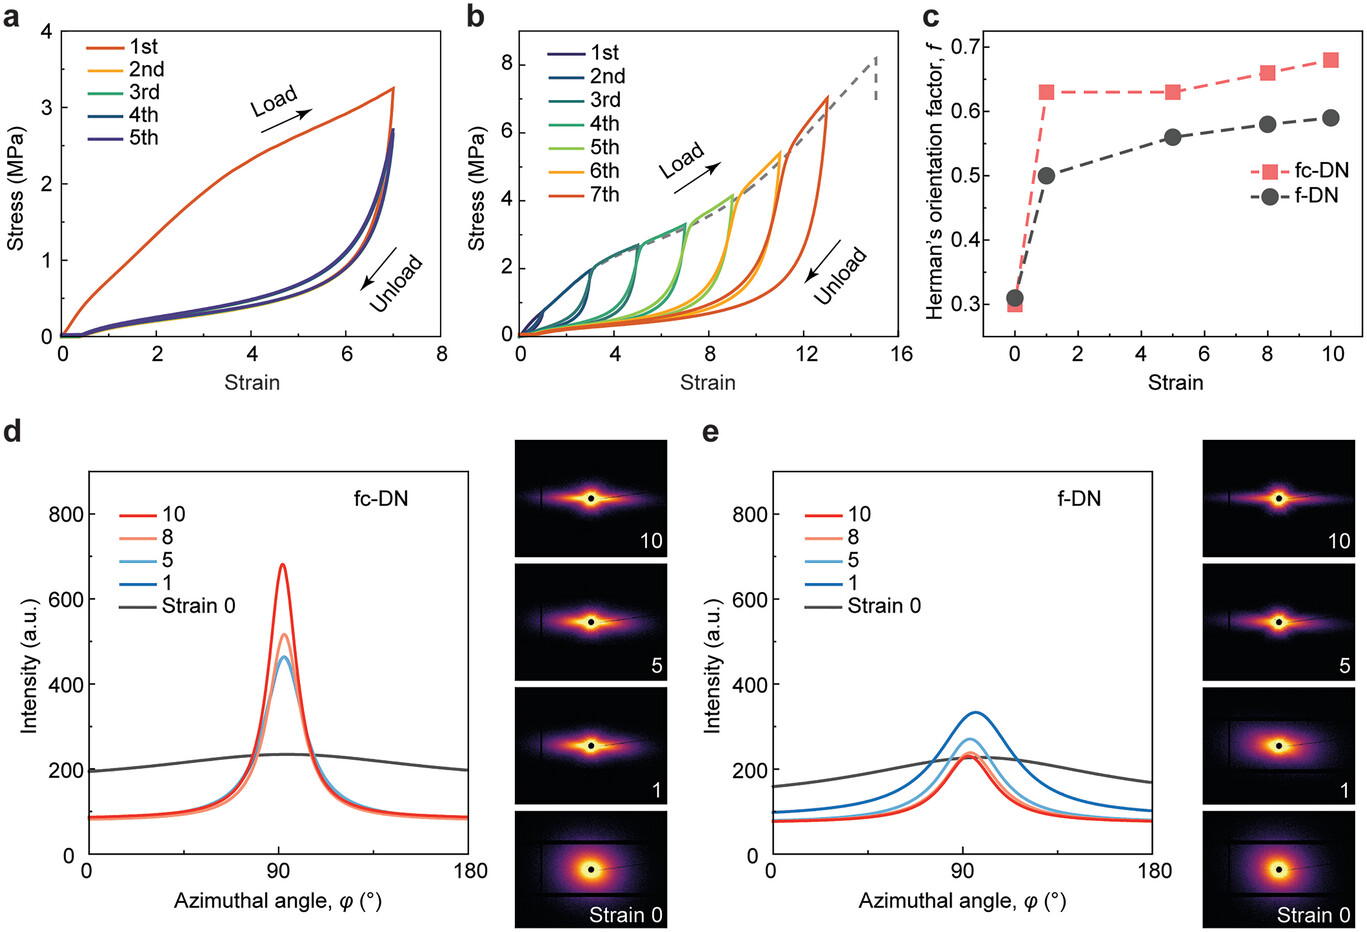 a
4
3
2
1
0
Stress (MPa)
1st
2nd
3rd
4th
5th
Load
Unload
0
2
4
6
8
Strain
b
8
6
4
2
0
Stress (MPa)
1st
2nd
3rd
4th
5th
6th
7th
Load
Unload
0
4
8
12
16
Strain
c
0.7
0.6
0.5
0.4
0.3
Herman's orientation factor, f
fc-DN
f-DN
0
2
4
6
8
10
Strain
d
800
600
400
200
0
Intensity (a.u.)
fc-DN
10
8
5
1
Strain 0
0
90
180
Azimuthal angle, φ (°)
10
5
1
Strain 0
e
800
600
400
200
0
Intensity (a.u.)
f-DN
10
8
5
1
Strain 0
0
90
180
Azimuthal angle, φ (°)
10
5
1
Strain 0